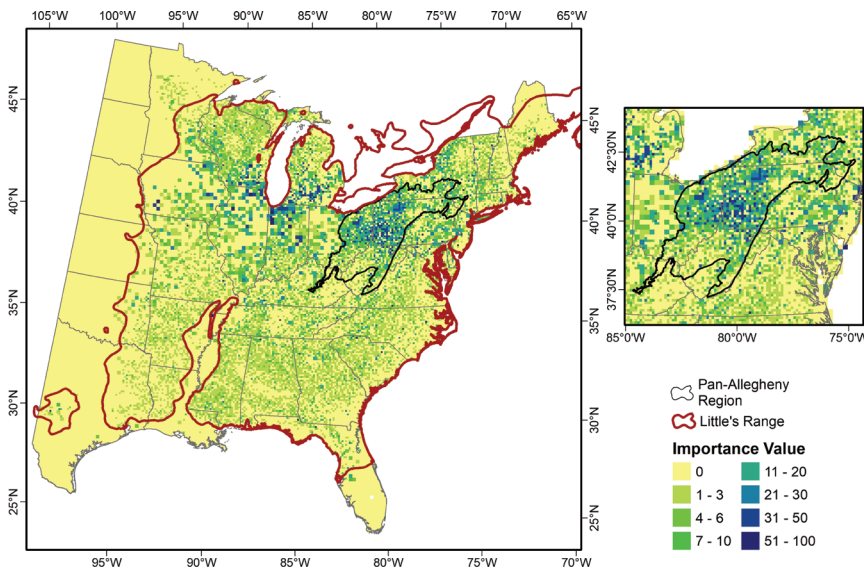 105°W 100°W 95°W 90°W 85°W 80°W 75°W 70°W 65°W
45°N
40°N
35°N
30°N
25°N
45°N
40°N
35°N
30°N
25°N
95°W 90°W 85°W 80°W 75°W 70°W
42°30'N
40°0'N
37°30'N
85°0'W 80°0'W 75°0'W
Pan-Allegheny
Region
Little's Range
Importance Value
0 11 - 20
1 - 3 21 - 30
4 - 6 31 - 50
7 - 10 51 - 100